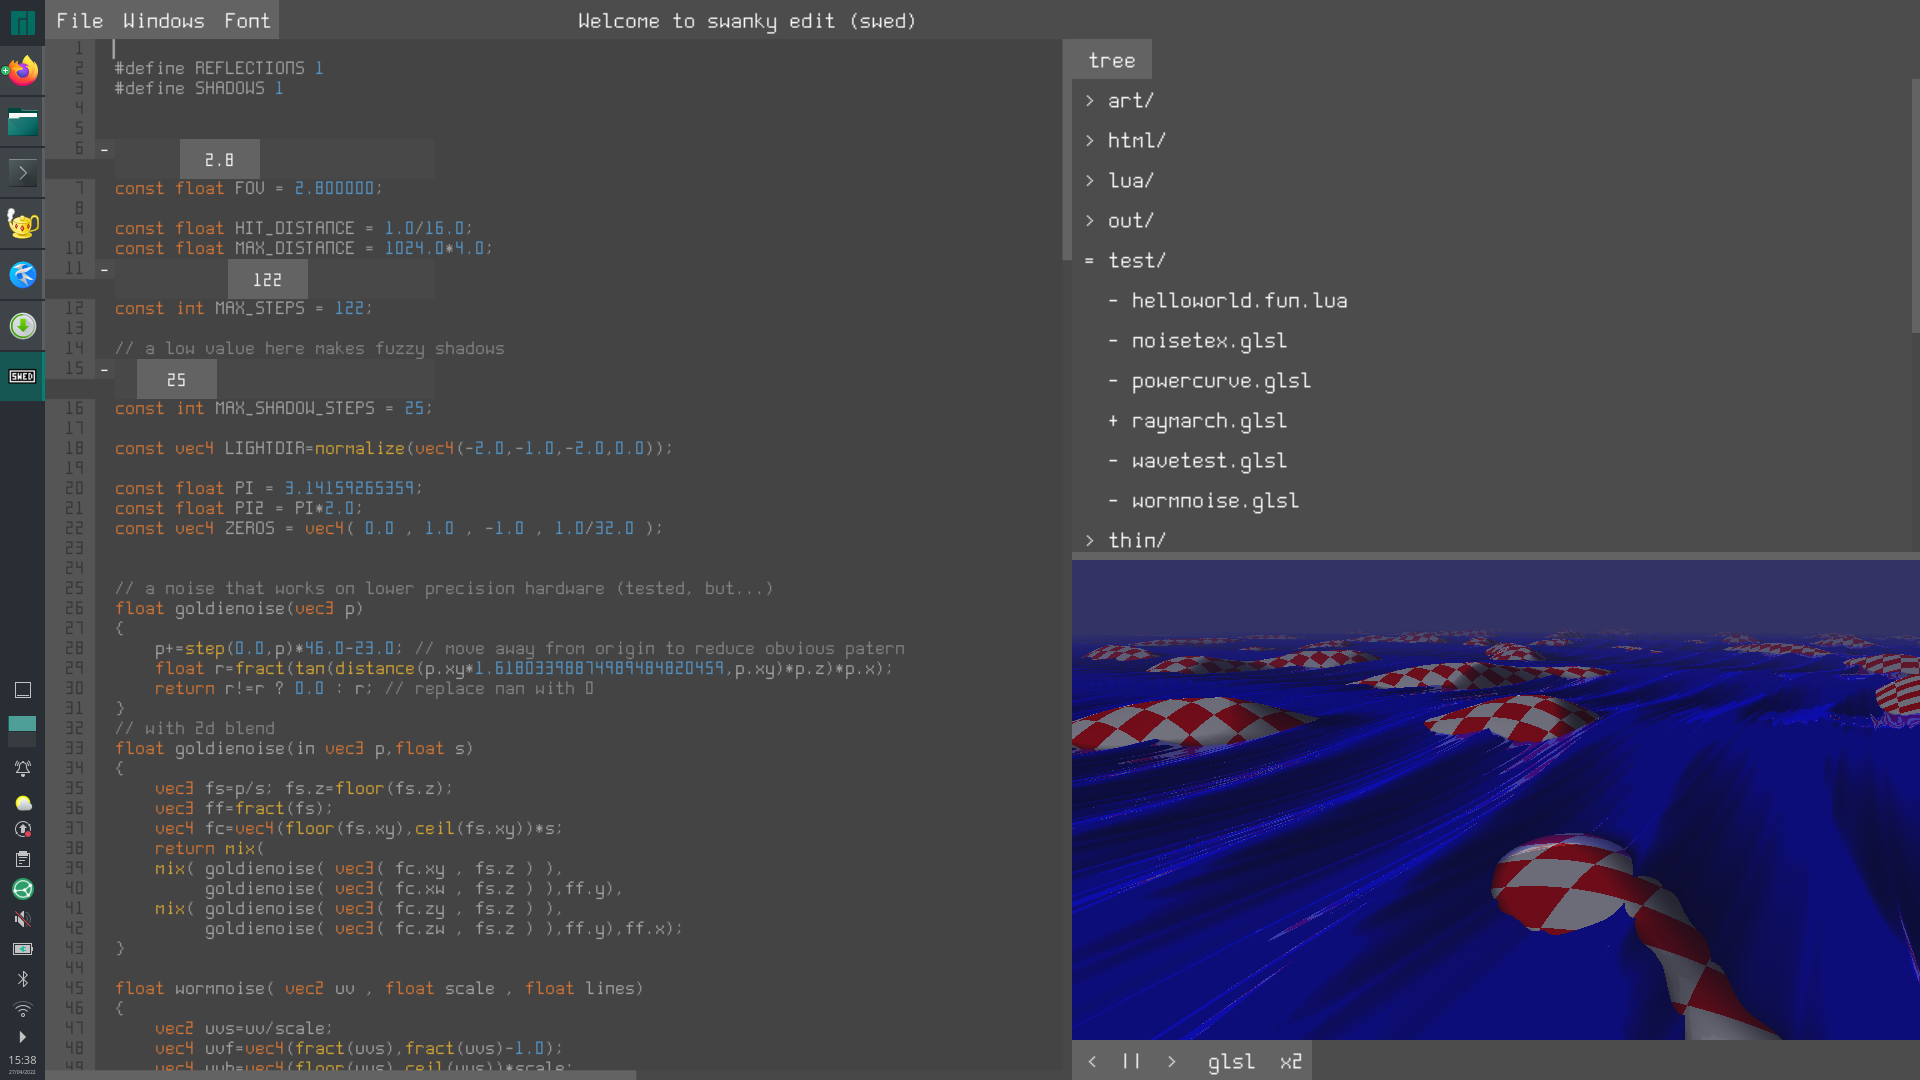 File Windows Font
Welcome to swanky edit (swed)
1
2 #define REFLECTIONS 1
3 #define SHADOWS 1
4
5
6 -
2.8
7 const float FOV = 2.800000;
8
9 const float HIT_DISTANCE = 1.0/16.0;
10 const float MAX_DISTANCE = 1024.0*4.0;
11 -
122
12 const int MAX_STEPS = 122;
13
14 // a low value here makes fuzzy shadows
15 -
25
16 const int MAX_SHADOW_STEPS = 25;
17
18 const vec4 LIGHTDIR=normalize(vec4(-2.0,-1.0,-2.0,0.0));
19
20 const float PI = 3.14159265359;
21 const float PI2 = PI*2.0;
22 const vec4 ZEROS = vec4( 0.0 , 1.0 , -1.0 , 1.0/32.0 );
23
24
25 // a noise that works on lower precision hardware (tested, but...)
26 float goldienoise(vec3 p)
27 {
28 p+=step(0.0,p)*46.0-23.0; // move away from origin to reduce obvious patern
29 float r=fract(tan(distance(p.xy*1.61803398874989484820459,p.xy)*p.z)*p.x);
30 return r!=r ? 0.0 : r; // replace nan with 0
31 }
32 // with 2d blend
33 float goldienoise(in vec3 p,float s)
34 {
35 vec3 fs=p/s; fs.z=floor(fs.z);
36 vec3 ff=fract(fs);
37 vec4 fc=vec4(floor(fs.xy),ceil(fs.xy))*s;
38 return mix(
39 mix( goldienoise( vec3( fc.xy , fs.z ) ),
40 goldienoise( vec3( fc.xw , fs.z ) ),ff.y),
41 mix( goldienoise( vec3( fc.zy , fs.z ) ),
42 goldienoise( vec3( fc.zw , fs.z ) ),ff.y),ff.x);
43 }
44
45 float wormnoise( vec2 uv , float scale , float lines)
46 {
47 vec2 uvs=uv/scale;
48 vec4 uvf=vec4(fract(uvs),fract(uvs)-1.0);
49 vec4 uvb=vec4(floor(uvs),ceil(uvs))*scale;
tree
> art/
> html/
> lua/
> out/
= test/
- helloworld.fun.lua
- noisetex.glsl
- powercurve.glsl
+ raymarch.glsl
- wavetest.glsl
- wormnoise.glsl
> thin/
< || > glsl x2
SWED
15:38
27/04/2022